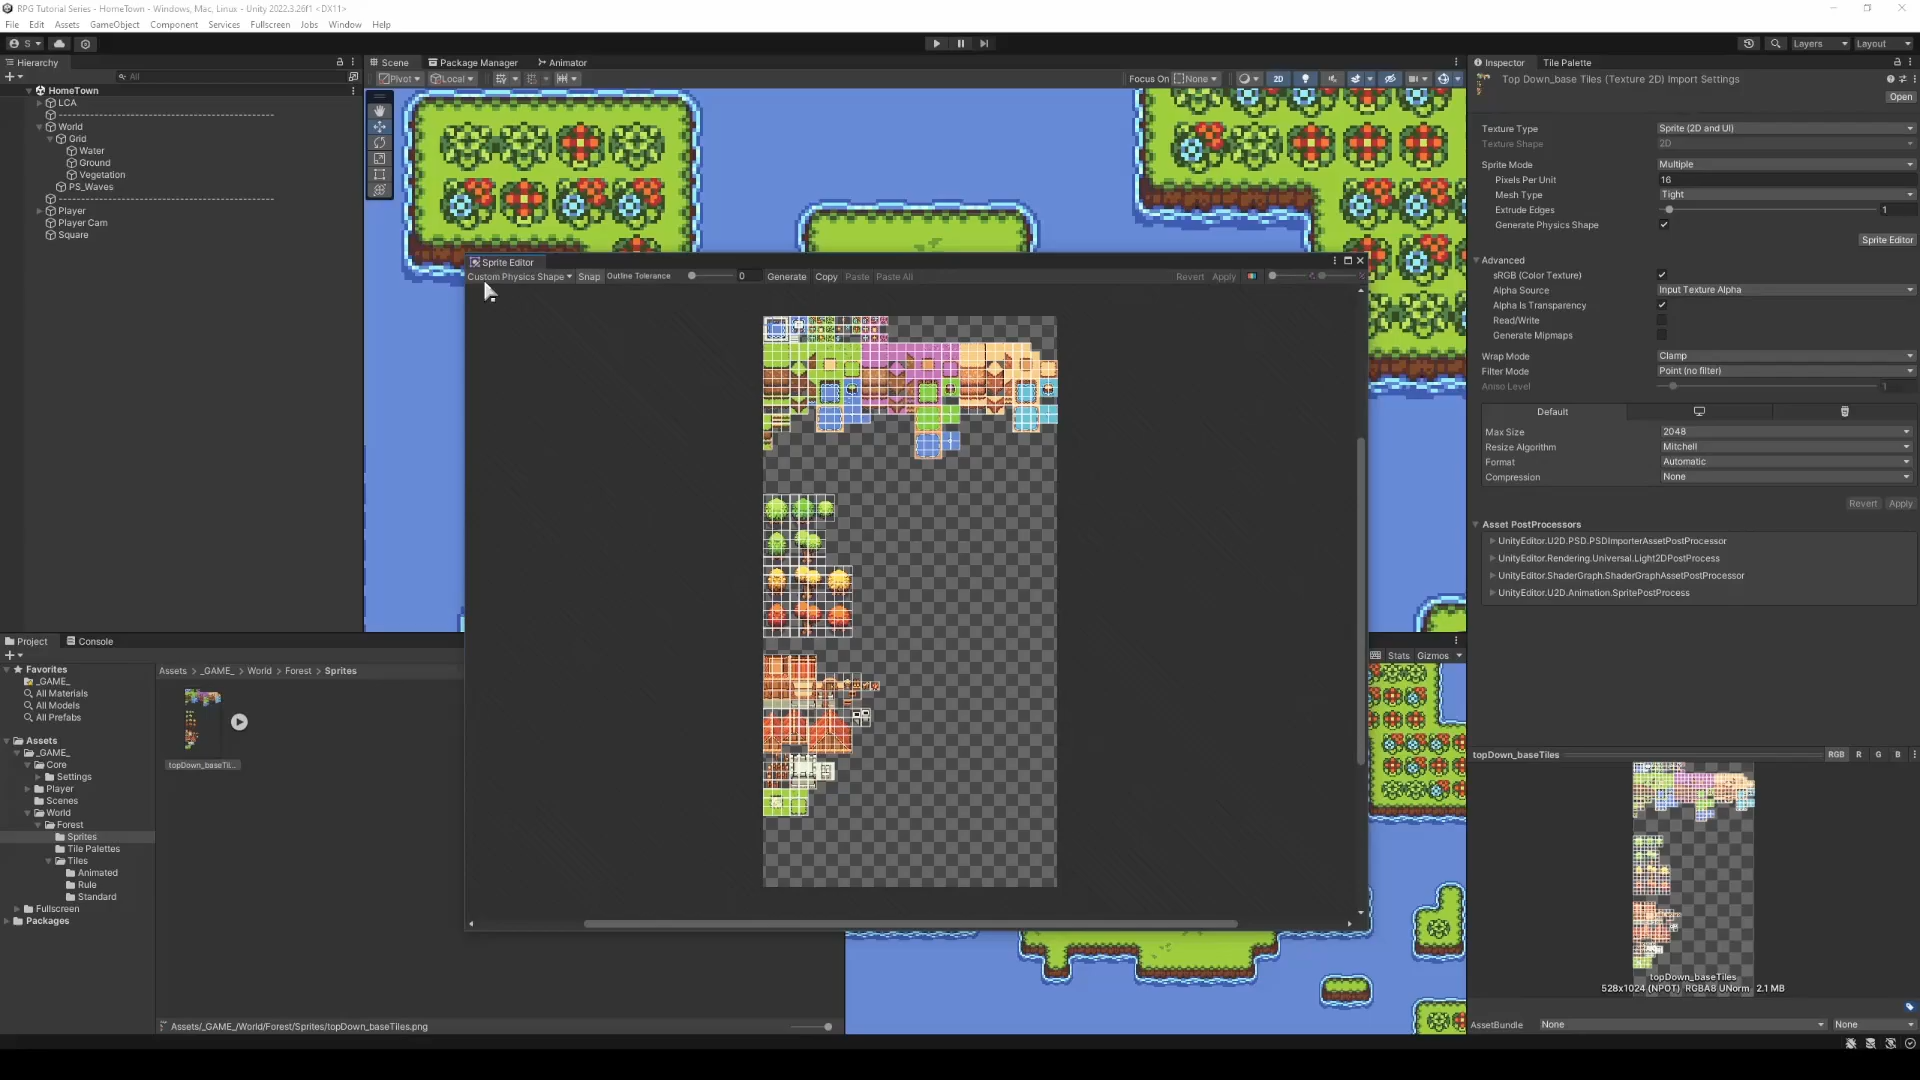 RPG Tutorial Series - HomeTown - Windows, Mac, Linux - Unity 2022.3.26f1 <DX11>
File Edit Assets GameObject Component Services Fullscreen Jobs Window Help
S
Layers
Layout
Hierarchy
All
HomeTown
LCA
--------------------------------------------
World
Grid
Water
Ground
Vegetation
PS_Waves
--------------------------------------------
Player
Player Cam
Square
Scene Package Manager Animator
Pivot Local
Focus On None
2D
Sprite Editor
Custom Physics Shape Snap Outline Tolerance 0 Generate Copy Paste Paste All
Revert Apply
Stats Gizmos
Inspector Tile Palette
Top Down_base Tiles (Texture 2D) Import Settings
Open
Texture Type Sprite (2D and UI)
Texture Shape 2D
Sprite Mode Multiple
Pixels Per Unit 16
Mesh Type Tight
Extrude Edges 1
Generate Physics Shape
Sprite Editor
Advanced
sRGB (Color Texture)
Alpha Source Input Texture Alpha
Alpha Is Transparency
Read/Write
Generate Mipmaps
Wrap Mode Clamp
Filter Mode Point (no filter)
Aniso Level 1
Default
Max Size 2048
Resize Algorithm Mitchell
Format Automatic
Compression None
Revert Apply
Asset PostProcessors
UnityEditor.U2D.PSD.PSDImporterAssetPostProcessor
UnityEditor.Rendering.Universal.Light2DPostProcess
UnityEditor.ShaderGraph.ShaderGraphAssetPostProcessor
UnityEditor.U2D.Animation.SpritePostProcess
topDown_baseTiles
RGB R G B
topDown_baseTiles
528x1024 (NPOT) RGBA8 UNorm 2.1 MB
AssetBundle None None
Project Console
Favorites
_GAME_
All Materials
All Models
All Prefabs
Assets
_GAME_
Core
Settings
Player
Scenes
World
Forest
Sprites
Tile Palettes
Tiles
Animated
Rule
Standard
Fullscreen
Packages
Assets > _GAME_ > World > Forest > Sprites
topDown_baseTil...
Assets/_GAME_/World/Forest/Sprites/topDown_baseTiles.png